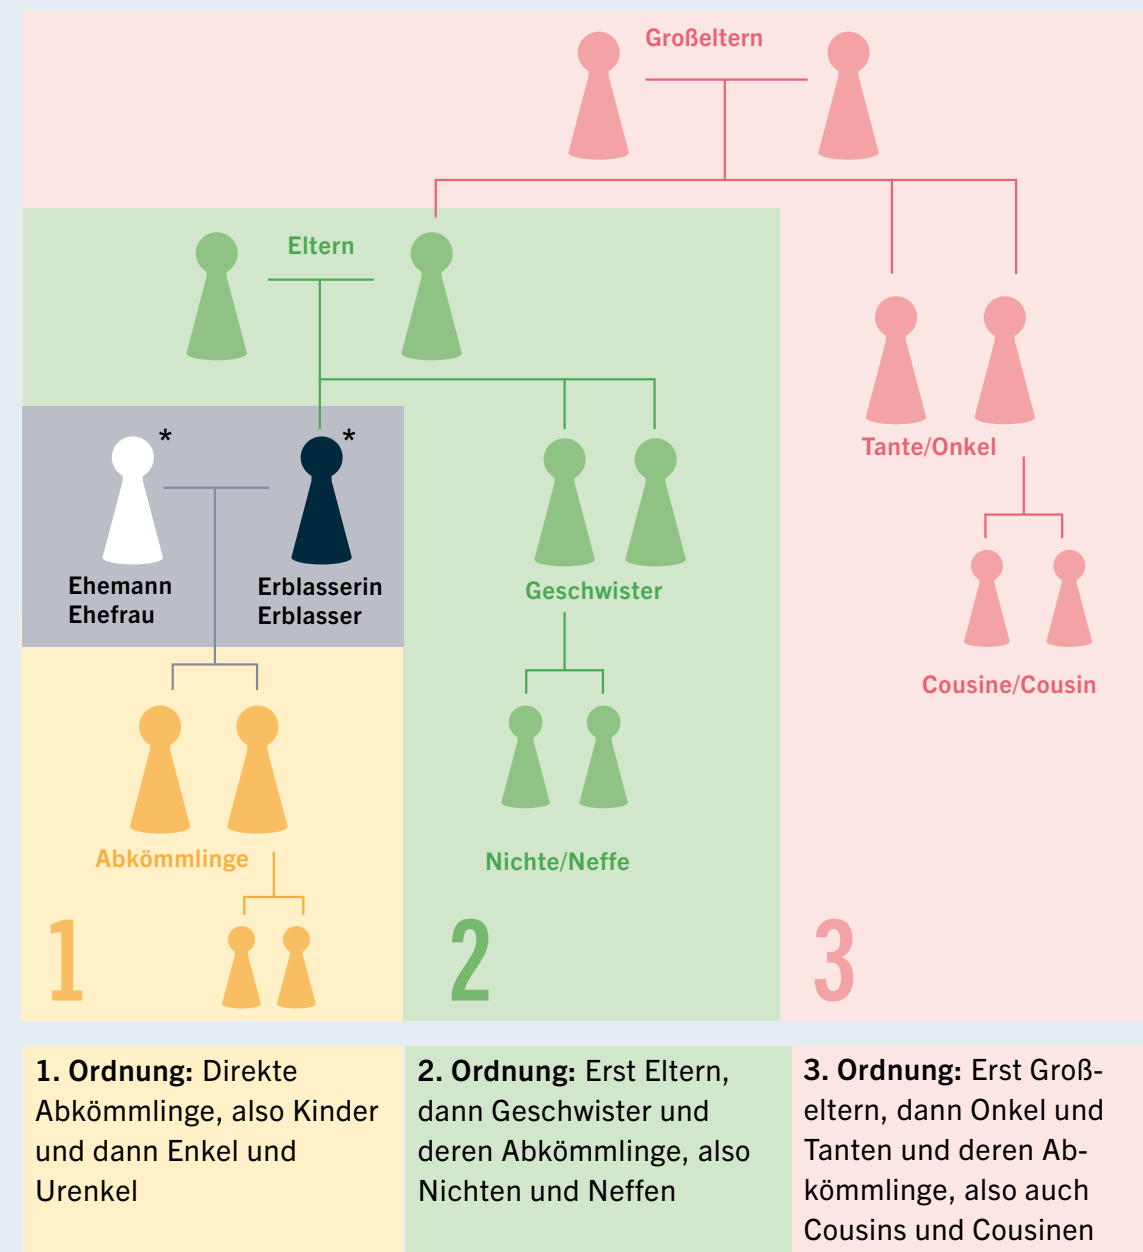 Großeltern
Eltern
*
*
Ehemann
Ehefrau
Erblasserin
Erblasser
Tante/Onkel
Geschwister
Cousine/Cousin
Abkömmlinge
Nichte/Neffe
1
2
3
1. Ordnung: Direkte
Abkömmlinge, also Kinder
und dann Enkel und
Urenkel
2. Ordnung: Erst Eltern,
dann Geschwister und
deren Abkömmlinge, also
Nichten und Neffen
3. Ordnung: Erst Groß-
eltern, dann Onkel und
Tanten und deren Ab-
kömmlinge, also auch
Cousins und Cousinen